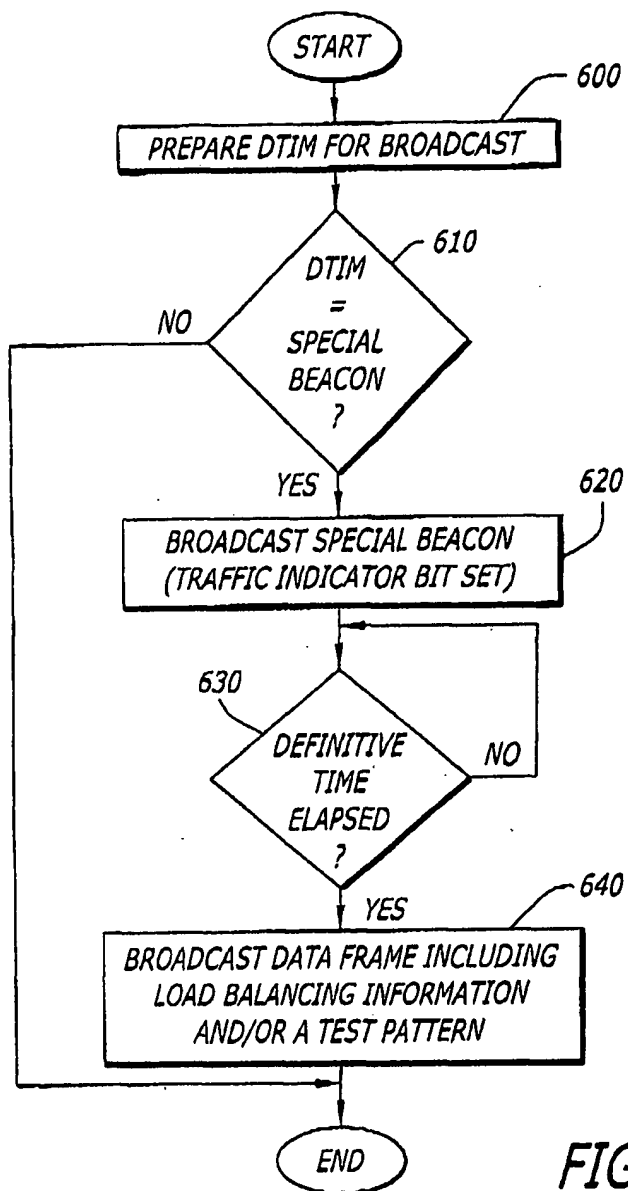 START
600
PREPARE DTIM FOR BROADCAST
610
DTIM
=
SPECIAL
BEACON
?
NO
YES
620
BROADCAST SPECIAL BEACON
(TRAFFIC INDICATOR BIT SET)
630
DEFINITIVE
TIME
ELAPSED
?
NO
YES
640
BROADCAST DATA FRAME INCLUDING
LOAD BALANCING INFORMATION
AND/OR A TEST PATTERN
END
FIG